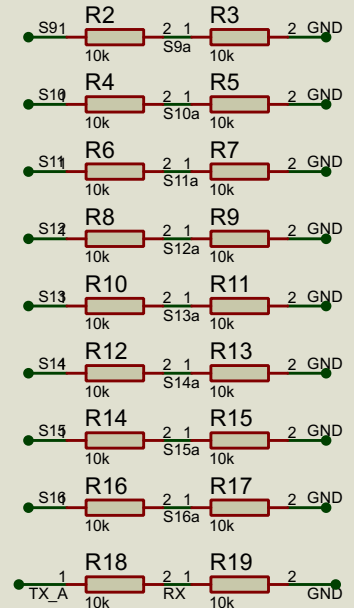 R2 R3
S9 1 2 1 2 GND
10k S9a 10k
R4 R5
S10 1 2 1 2 GND
10k S10a 10k
R6 R7
S11 1 2 1 2 GND
10k S11a 10k
R8 R9
S12 1 2 1 2 GND
10k S12a 10k
R10 R11
S13 1 2 1 2 GND
10k S13a 10k
R12 R13
S14 1 2 1 2 GND
10k S14a 10k
R14 R15
S15 1 2 1 2 GND
10k S15a 10k
R16 R17
S16 1 2 1 2 GND
10k S16a 10k
R18 R19
1 2 1 2
TX_A 10k RX 10k GND